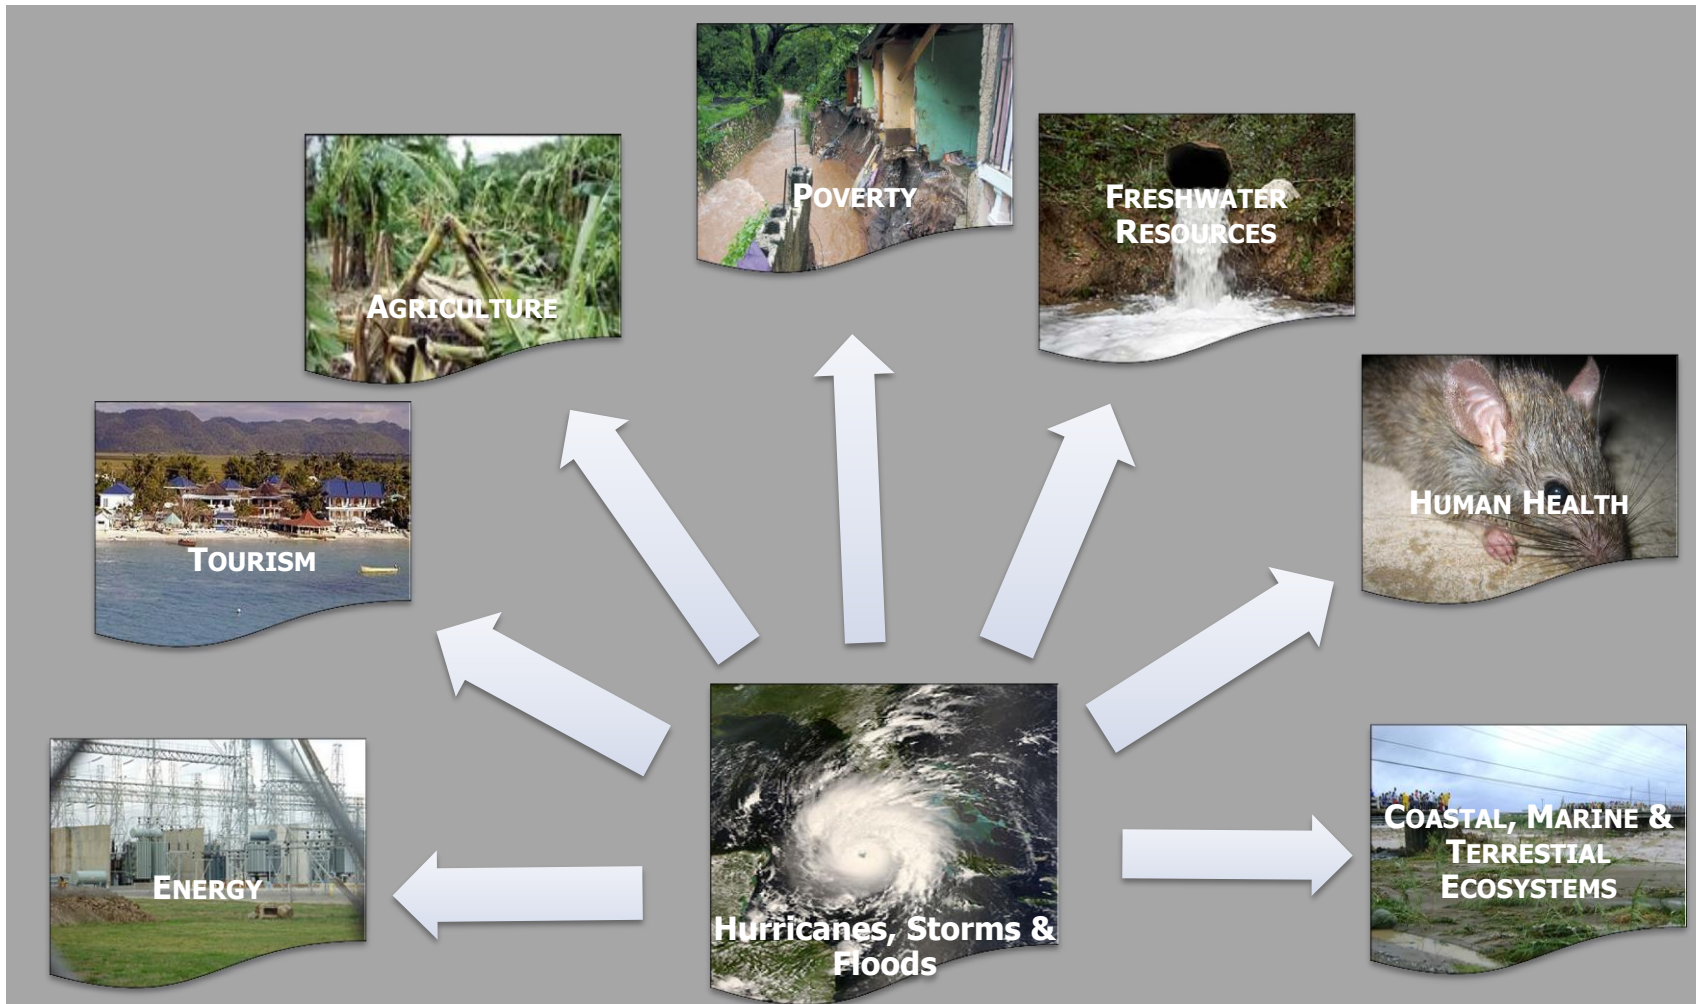 POVERTY
FRESHWATER
RESOURCES
AGRICULTURE
HUMAN HEALTH
TOURISM
COASTAL, MARINE &
TERRESTIAL
ECOSYSTEMS
ENERGY
Hurricanes, Storms &
Floods